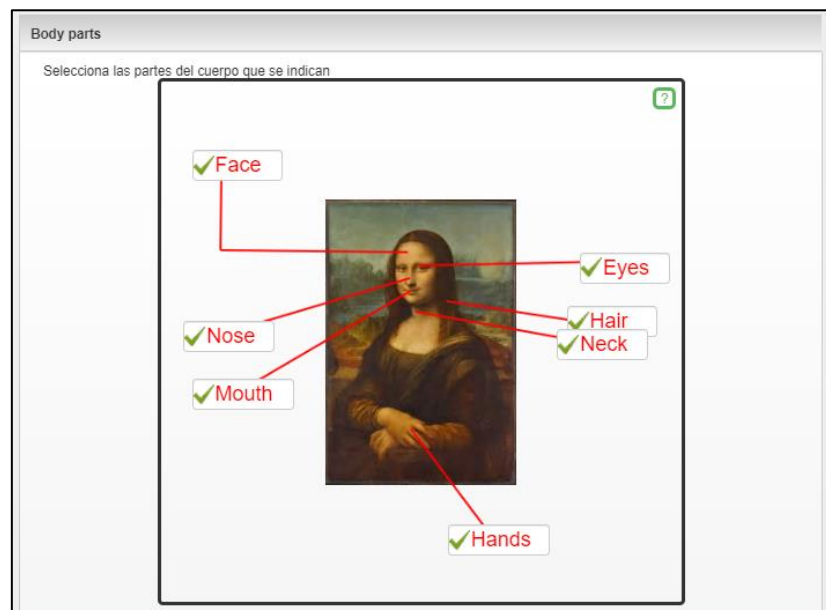 Body parts
Selecciona las partes del cuerpo que se indican
?
Face
Eyes
Hair
Nose
Neck
Mouth
Hands